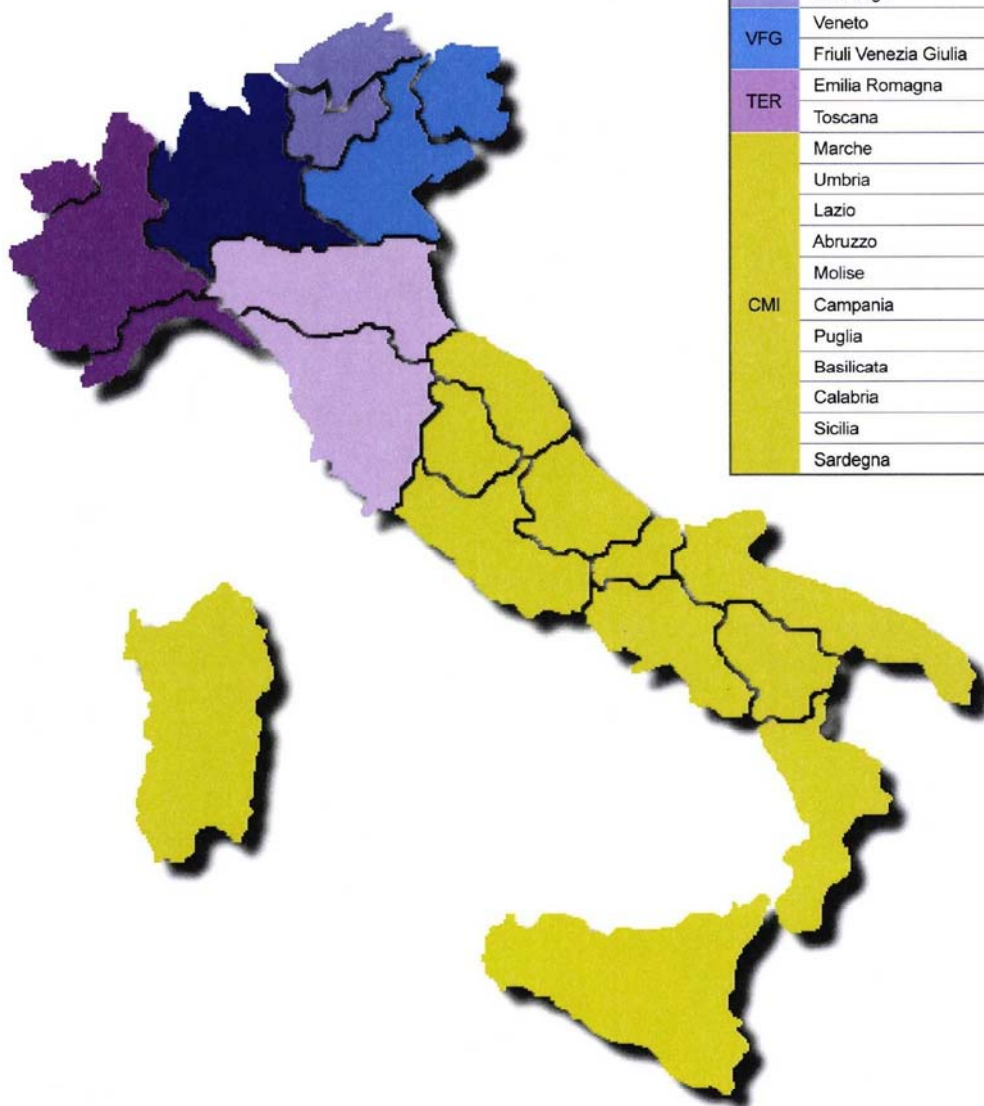 VFG
Veneto
Friuli Venezia Giulia
TER
Emilia Romagna
Toscana
CMI
Marche
Umbria
Lazio
Abruzzo
Molise
Campania
Puglia
Basilicata
Calabria
Sicilia
Sardegna